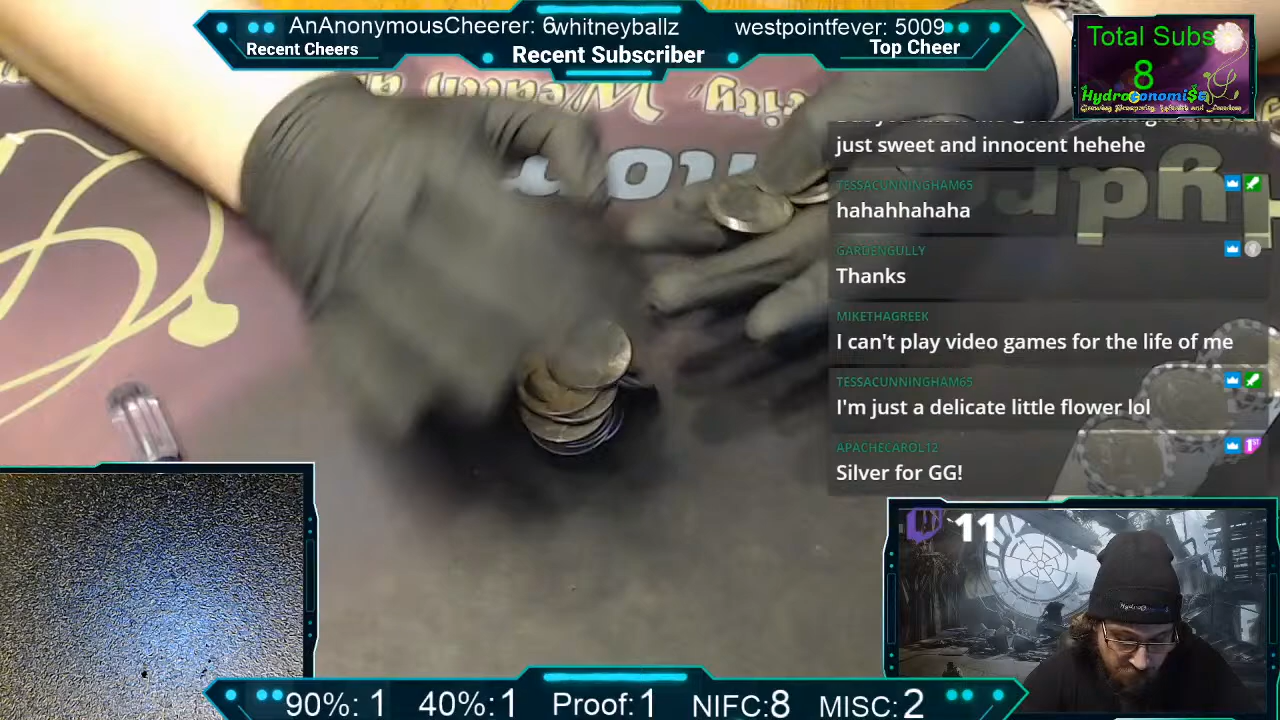 AnAnonymousCheerer: 6
Recent Cheers
whitneyballz
Recent Subscriber
westpointfever: 5009
Top Cheer
Total Subs
8
just sweet and innocent hehehe
TESSACUNNINGHAM65
hahahhahaha
GARDENGULLY
Thanks
MIKETHAGREEK
I can't play video games for the life of me
TESSACUNNINGHAM65
I'm just a delicate little flower lol
APACHECAROL12
Silver for GG!
11
90%: 1
40%:1
Proof:1
NIFC:8
MISC:2